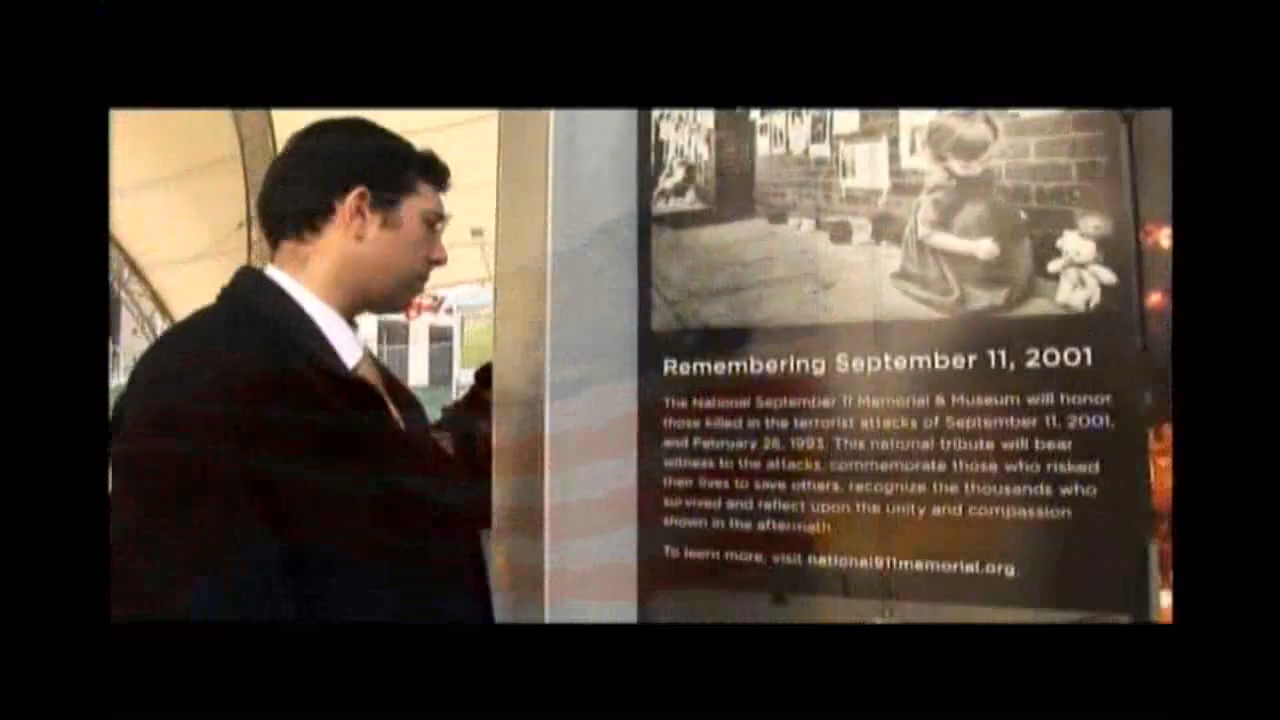 Remembering September 11, 2001
The National September 11 Memorial & Museum will honor
those killed in the terrorist attacks of September 11, 2001,
and February 26, 1993. This national tribute will bear
witness to the attacks, commemorate those who risked
their lives to save others, recognize the thousands who
survived and reflect upon the unity and compassion
shown in the aftermath.
To learn more, visit national911memorial.org.